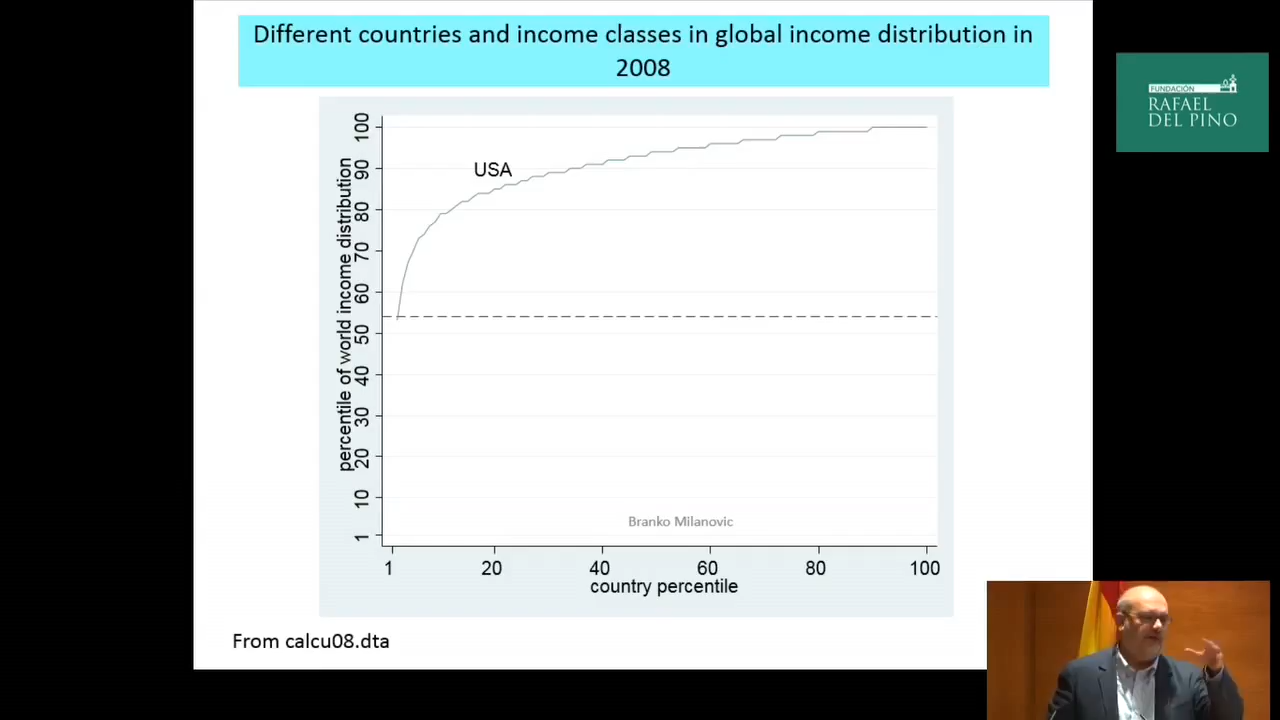 Different countries and income classes in global income distribution in
2008
FUNDACIÓN
RAFAEL
DEL PINO
percentile of world income distribution
100
90
80
70
60
50
40
30
20
10
1
USA
Branko Milanovic
1 20 40 60 80 100
country percentile
From calcu08.dta